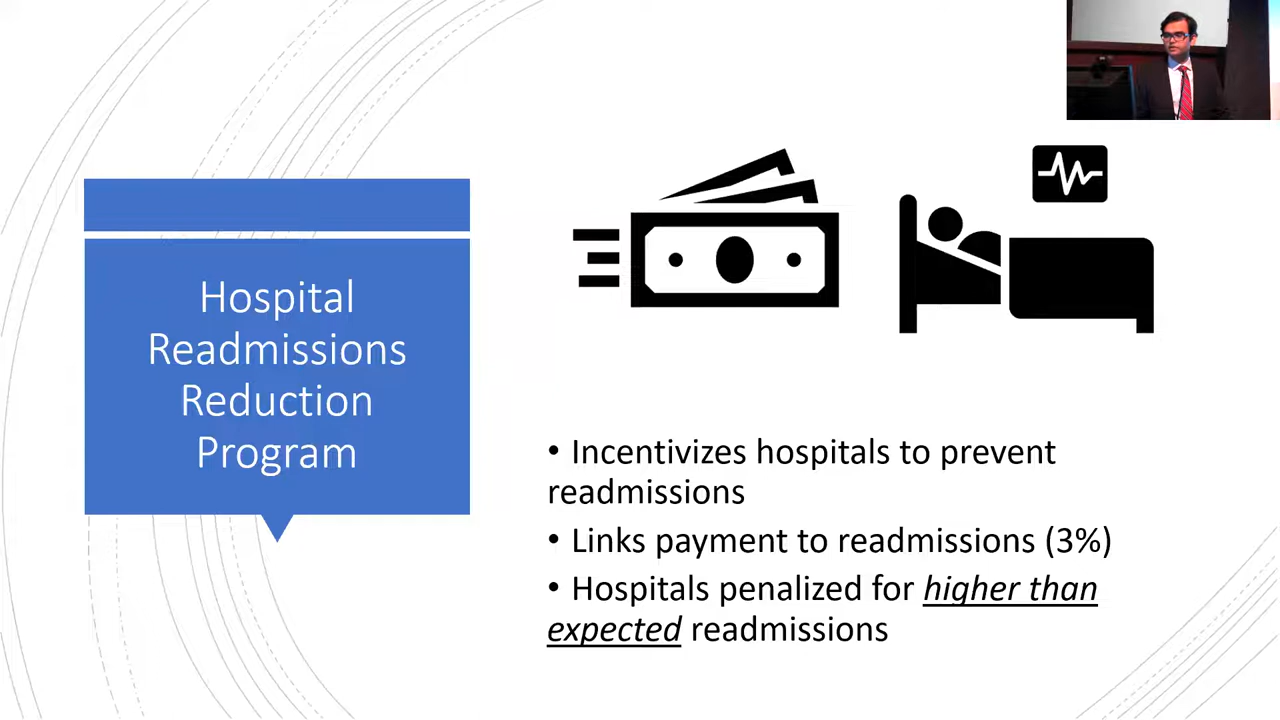 Hospital
Readmissions
Reduction
Program
• Incentivizes hospitals to prevent
readmissions
• Links payment to readmissions (3%)
• Hospitals penalized for higher than
expected readmissions